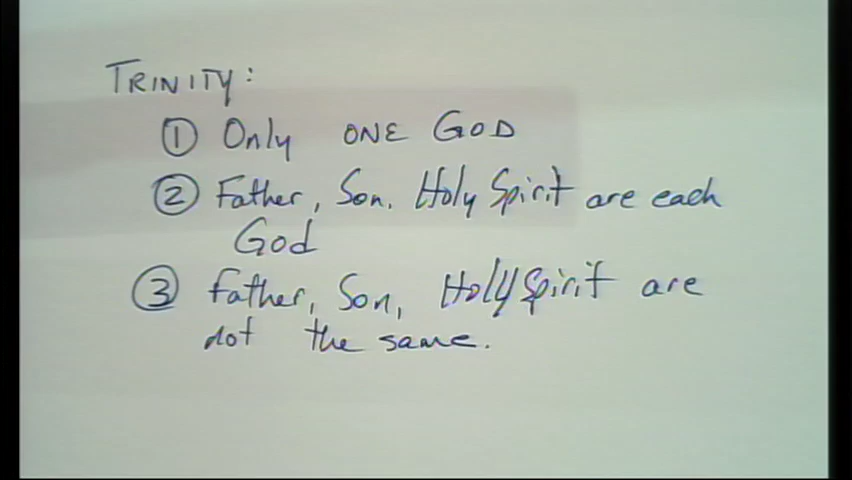 TRINITY:
① Only ONE GOD
② Father, Son, Holy Spirit are each
God
③ Father, Son, Holy Spirit are
not the same.